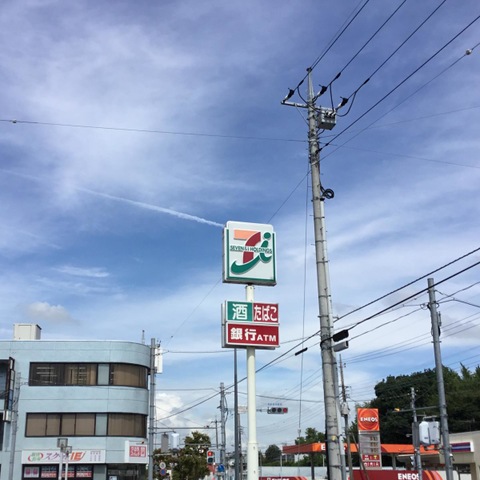 SEVEN & i HOLDINGS
酒 たばこ
銀行ATM
ENEOS
ENEOS